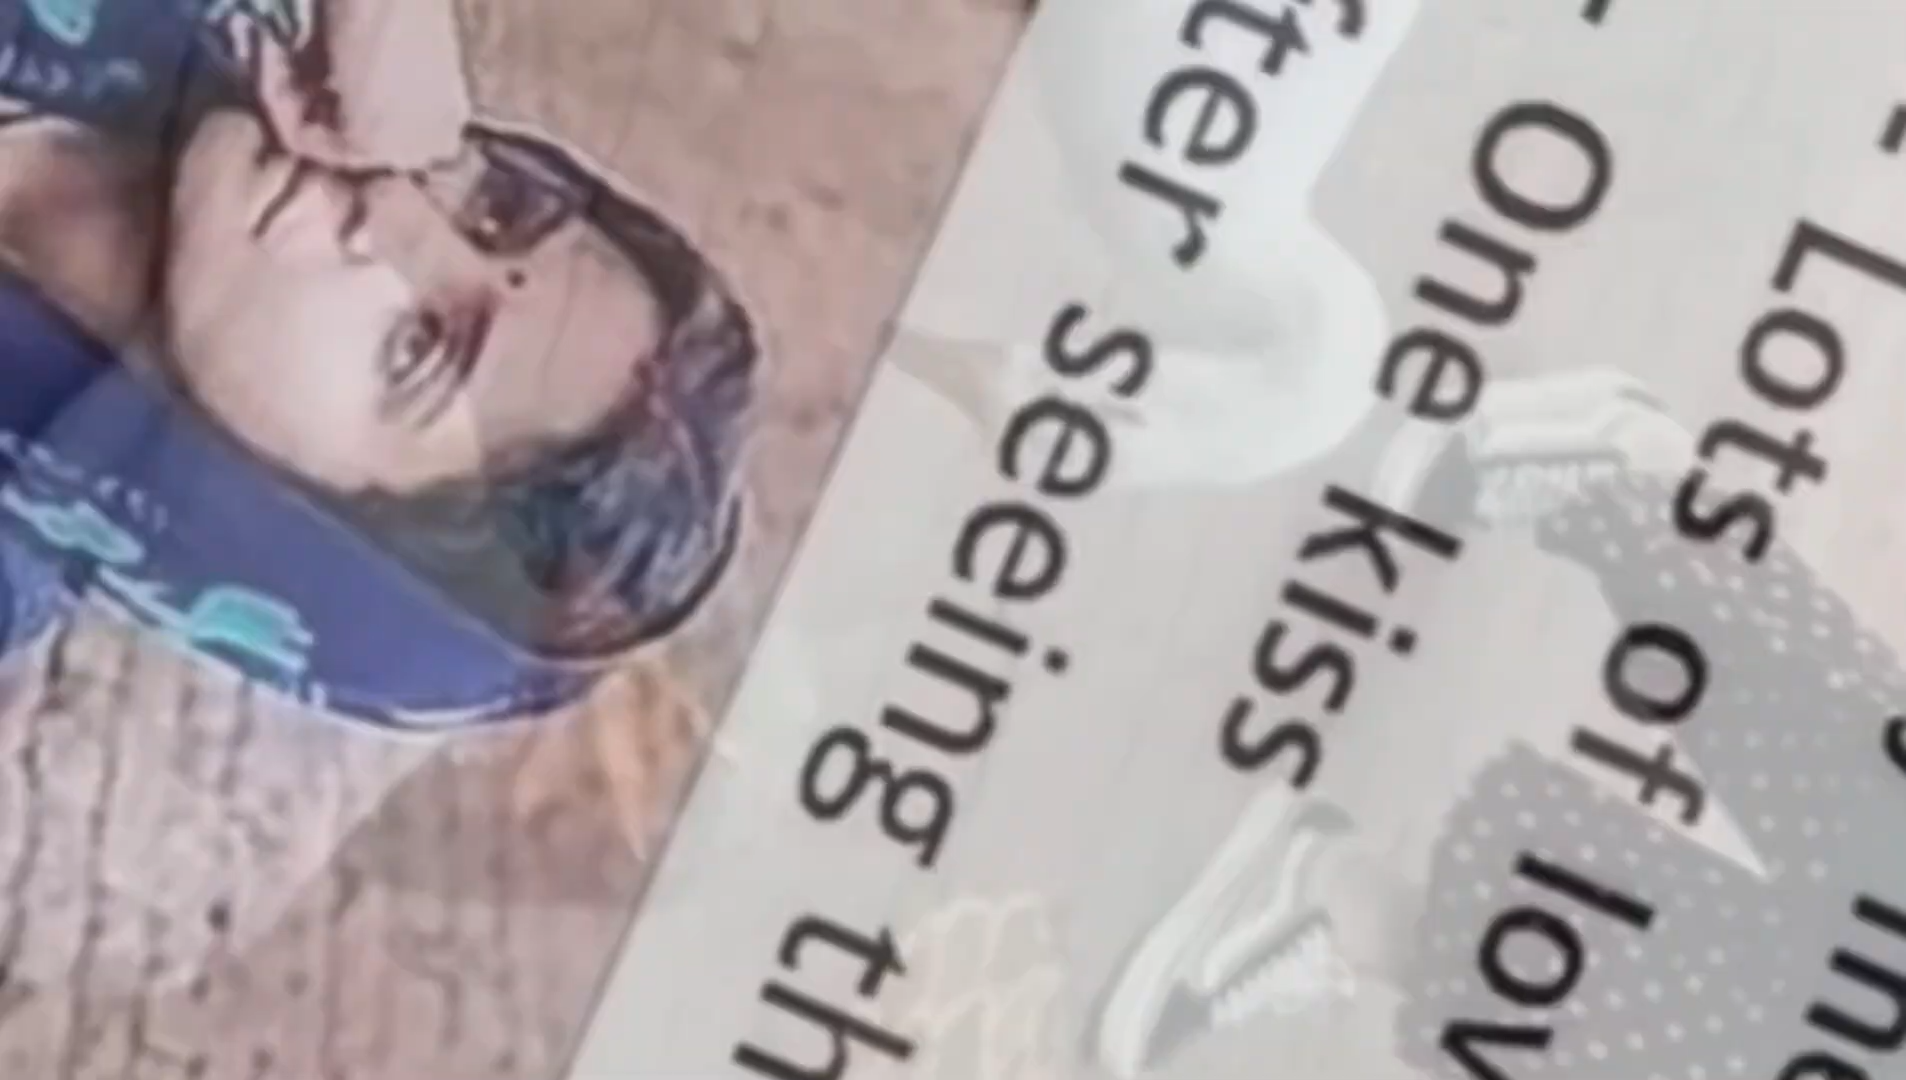 - Lots of lov
- One kiss
fter seeing th